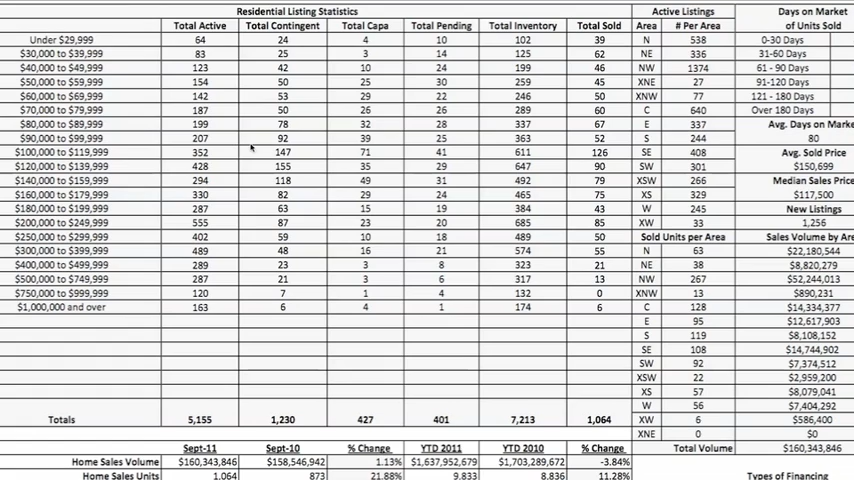 Residential Listing Statistics Active Listings Days on Market
Total Active Total Contingent Total Capa Total Pending Total Inventory Total Sold Area # Per Area of Units Sold
Under $29,999 64 24 4 10 102 39 N 538 0-30 Days
$30,000 to $39,999 83 25 3 14 125 62 NE 336 31-60 Days
$40,000 to $49,999 123 42 10 24 199 46 NW 1374 61 - 90 Days
$50,000 to $59,999 154 50 25 30 259 45 XNE 27 91-120 Days
$60,000 to $69,999 142 53 29 22 246 50 XNW 77 121 - 180 Days
$70,000 to $79,999 187 50 26 26 289 60 C 640 Over 180 Days
$80,000 to $89,999 199 78 32 28 337 67 E 337 Avg. Days on Marke
$90,000 to $99,999 207 92 39 25 363 52 S 244 80
$100,000 to $119,999 352 147 71 41 611 126 SE 408 Avg. Sold Price
$120,000 to $139,999 428 155 35 29 647 90 SW 301 $150,699
$140,000 to $159,999 294 118 49 31 492 79 XSW 266 Median Sales Price
$160,000 to $179,999 330 82 29 24 465 75 XS 329 $117,500
$180,000 to $199,999 287 63 15 19 384 43 W 245 New Listings
$200,000 to $249,999 555 87 23 20 685 85 XW 33 1,256
$250,000 to $299,999 402 59 10 18 489 50 Sold Units per Area Sales Volume by Are
$300,000 to $399,999 489 48 16 21 574 55 N 63 $22,180,544
$400,000 to $499,999 289 23 3 8 323 21 NE 38 $8,820,279
$500,000 to $749,999 287 21 3 6 317 13 NW 267 $52,244,013
$750,000 to $999,999 120 7 1 4 132 0 XNW 13 $890,231
$1,000,000 and over 163 6 4 1 174 6 C 128 $14,334,377
E 95 $12,617,903
S 119 $8,108,152
SE 108 $14,744,902
SW 92 $7,374,512
XSW 22 $2,959,200
XS 57 $8,079,041
W 56 $7,404,292
Totals 5,155 1,230 427 401 7,213 1,064 XW 6 $586,400
XNE 0 $0
Sept-11 Sept-10 % Change YTD 2011 YTD 2010 % Change Total Volume $160,343,846
Home Sales Volume $160,343,846 $158,546,942 1.13% $1,637,952,679 $1,703,289,672 -3.84%
Home Sales Units 1,064 873 21.88% 9,833 8,836 11.28% Types of Financing